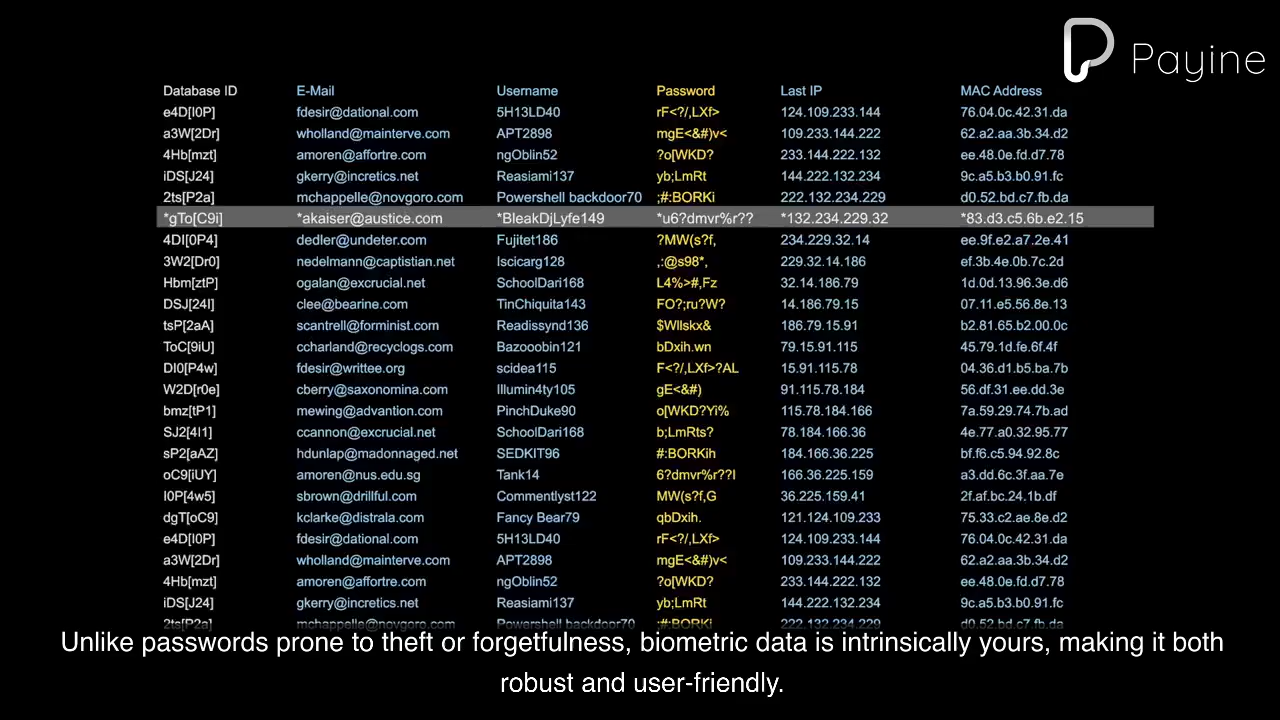 Payine
Database ID E-Mail Username Password Last IP MAC Address
e4D[I0P] fdesir@dational.com 5H13LD40 rF<?/,LXf> 124.109.233.144 76.04.0c.42.31.da
a3W[2Dr] wholland@mainterve.com APT2898 mgE<&#)v< 109.233.144.222 62.a2.aa.3b.34.d2
4Hb[mzt] amoren@affortre.com ngOblin52 ?o[WKD? 233.144.222.132 ee.48.0e.fd.d7.78
iDS[J24] gkerry@incretics.net Reasiami137 yb;LmRt 144.222.132.234 9c.a5.b3.b0.91.fc
2ts[P2a] mchappelle@novgoro.com Powershell backdoor70 ;#:BORKi 222.132.234.229 d0.52.bd.c7.fb.da
*gTo[C9i] *akaiser@austice.com *BleakDjLyfe149 *u6?dmvr%r?? *132.234.229.32 *83.d3.c5.6b.e2.15
4DI[0P4] dedler@undeter.com Fujitet186 ?MW(s?f, 234.229.32.14 ee.9f.e2.a7.2e.41
3W2[Dr0] nedelmann@captistian.net Iscicarg128 ,:@s98*, 229.32.14.186 ef.3b.4e.0b.7c.2d
Hbm[ztP] ogalan@excrucial.net SchoolDari168 L4%>#,Fz 32.14.186.79 1d.0d.13.96.3e.d6
DSJ[24I] clee@bearine.com TinChiquita143 FO?;ru?W? 14.186.79.15 07.11.e5.56.8e.13
tsP[2aA] scantrell@forminist.com Readissynd136 $WIlskx& 186.79.15.91 b2.81.65.b2.00.0c
ToC[9iU] ccharland@recyclogs.com Bazooobin121 bDxih.wn 79.15.91.115 45.79.1d.fe.6f.4f
DI0[P4w] fdesir@writtee.org scidea115 F<?/,LXf>?AL 15.91.115.78 04.36.d1.b5.ba.7b
W2D[r0e] cberry@saxonomina.com Illumin4ty105 gE<&#) 91.115.78.184 56.df.31.ee.dd.3e
bmz[tP1] mewing@advantion.com PinchDuke90 o[WKD?Yi% 115.78.184.166 7a.59.29.74.7b.ad
SJ2[4I1] ccannon@excrucial.net SchoolDari168 b;LmRts? 78.184.166.36 4e.77.a0.32.95.77
sP2[aAZ] hdunlap@madonnaged.net SEDKIT96 #:BORKih 184.166.36.225 bf.f6.c5.94.92.8c
oC9[iUY] amoren@nus.edu.sg Tank14 6?dmvr%r??I 166.36.225.159 a3.dd.6c.3f.aa.7e
I0P[4w5] sbrown@drillful.com Commentlyst122 MW(s?f,G 36.225.159.41 2f.af.bc.24.1b.df
dgT[oC9] kclarke@distrala.com Fancy Bear79 qbDxih. 121.124.109.233 75.33.c2.ae.8e.d2
e4D[I0P] fdesir@dational.com 5H13LD40 rF<?/,LXf> 124.109.233.144 76.04.0c.42.31.da
a3W[2Dr] wholland@mainterve.com APT2898 mgE<&#)v< 109.233.144.222 62.a2.aa.3b.34.d2
4Hb[mzt] amoren@affortre.com ngOblin52 ?o[WKD? 233.144.222.132 ee.48.0e.fd.d7.78
iDS[J24] gkerry@incretics.net Reasiami137 yb;LmRt 144.222.132.234 9c.a5.b3.b0.91.fc
2ts[P2a] mchappelle@novgoro.com Powershell backdoor70 ;#:BORKi 222.132.234.229 d0.52.bd.c7.fb.da
Unlike passwords prone to theft or forgetfulness, biometric data is intrinsically yours, making it both
robust and user-friendly.